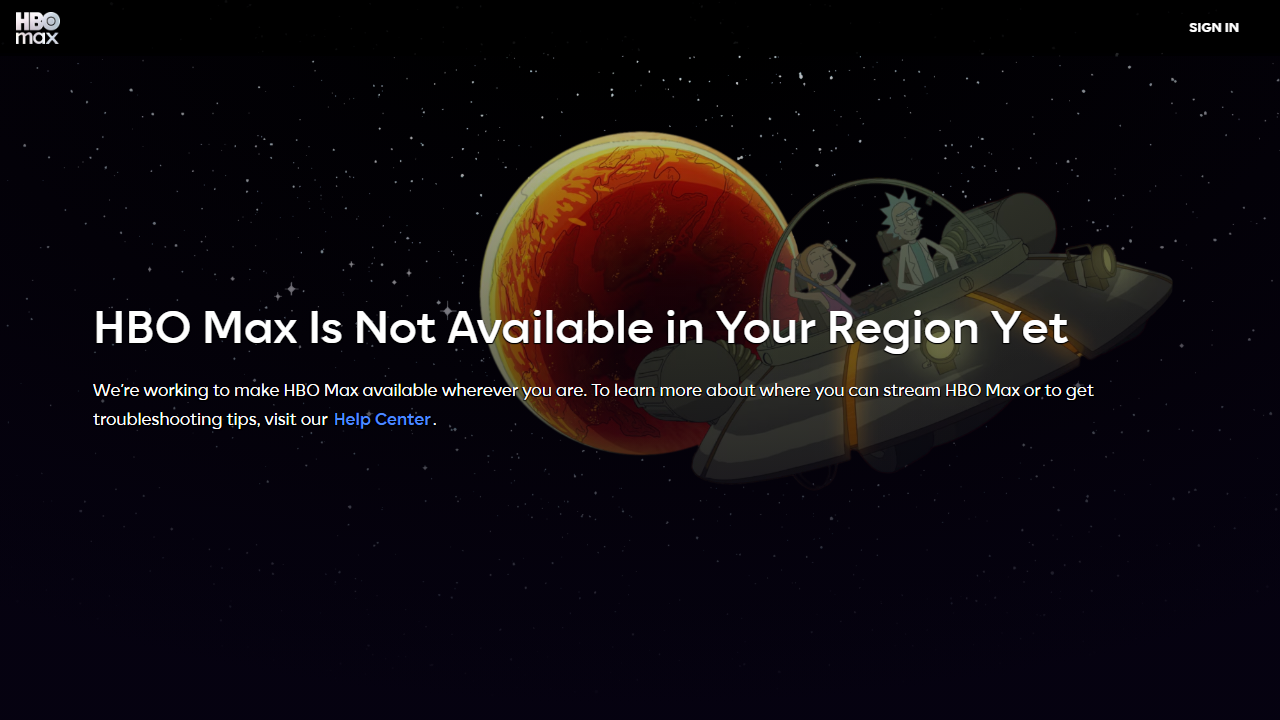 HBO
max
SIGN IN
HBO Max Is Not Available in Your Region Yet
We're working to make HBO Max available wherever you are. To learn more about where you can stream HBO Max or to get
troubleshooting tips, visit our Help Center.